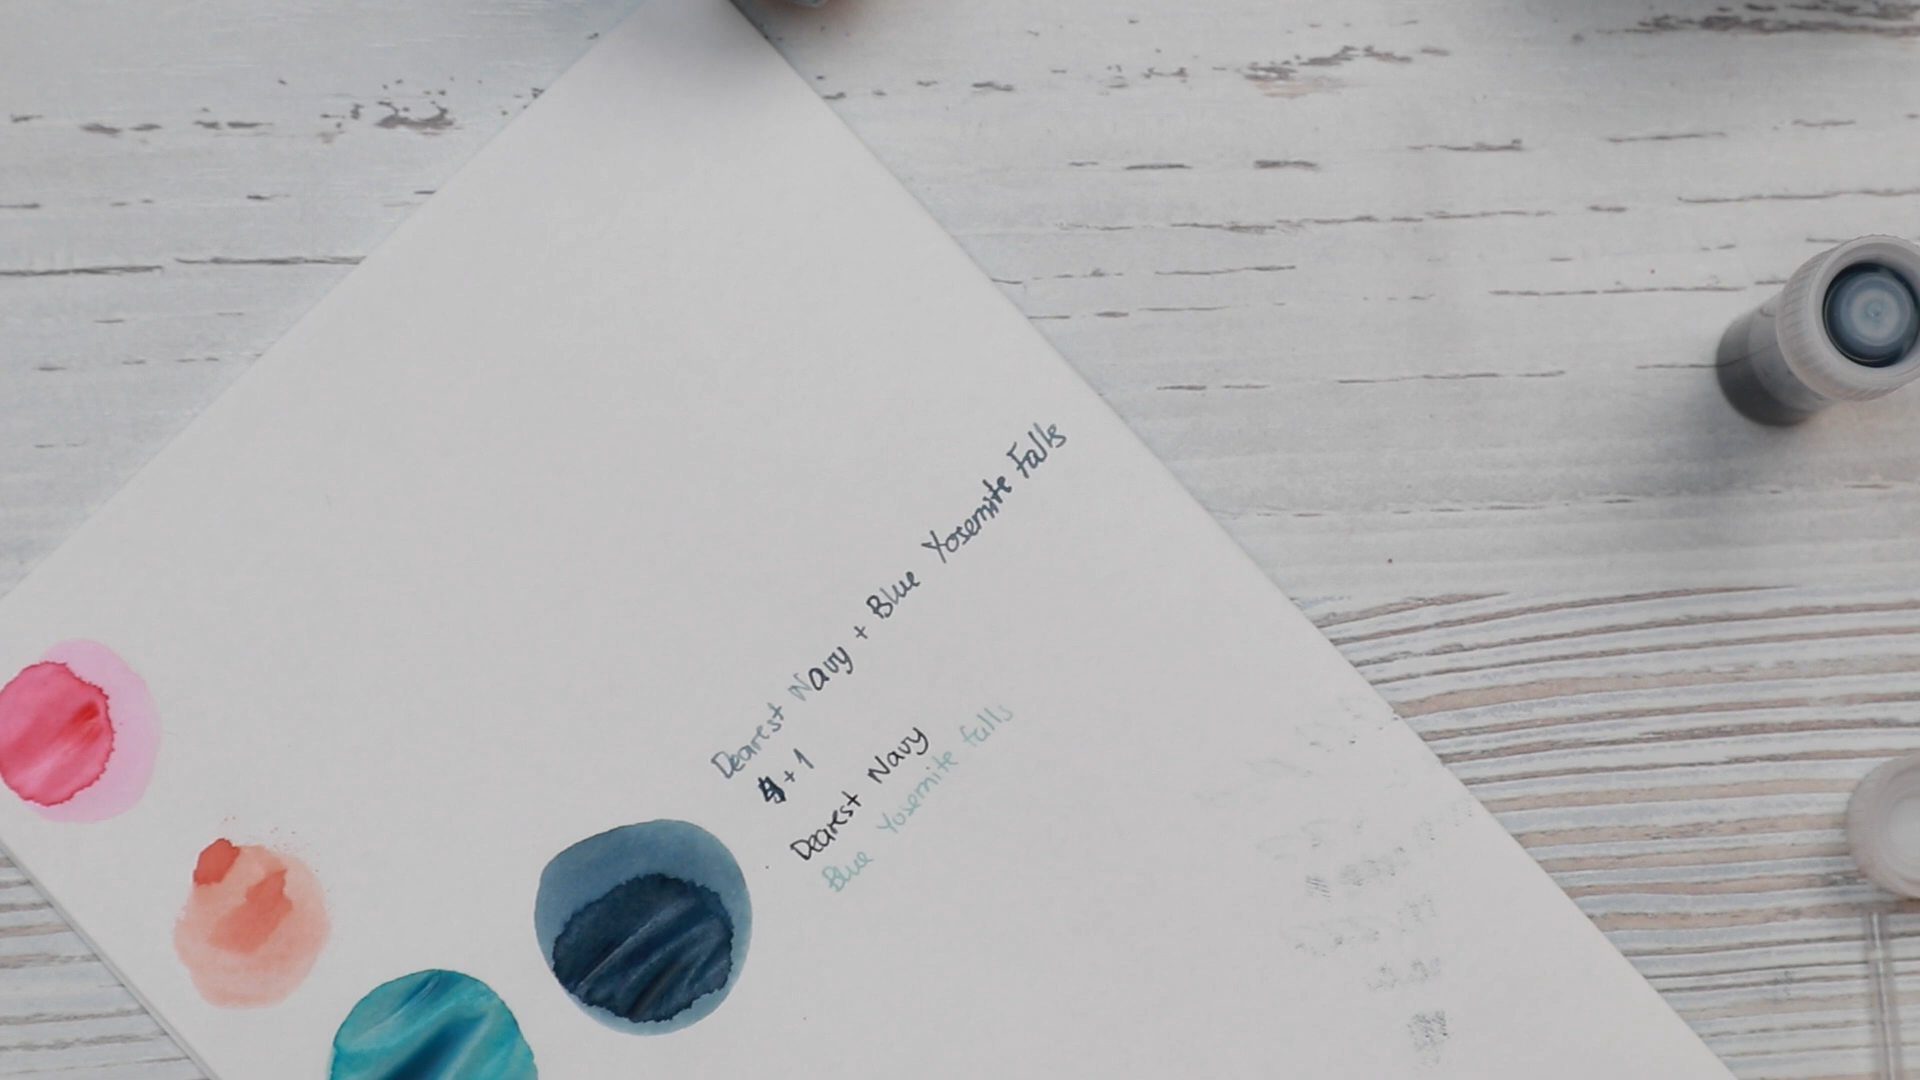 Dearest Navy + Blue Yosemite Falls
+ 1
Dearest Navy
Blue Yosemite falls